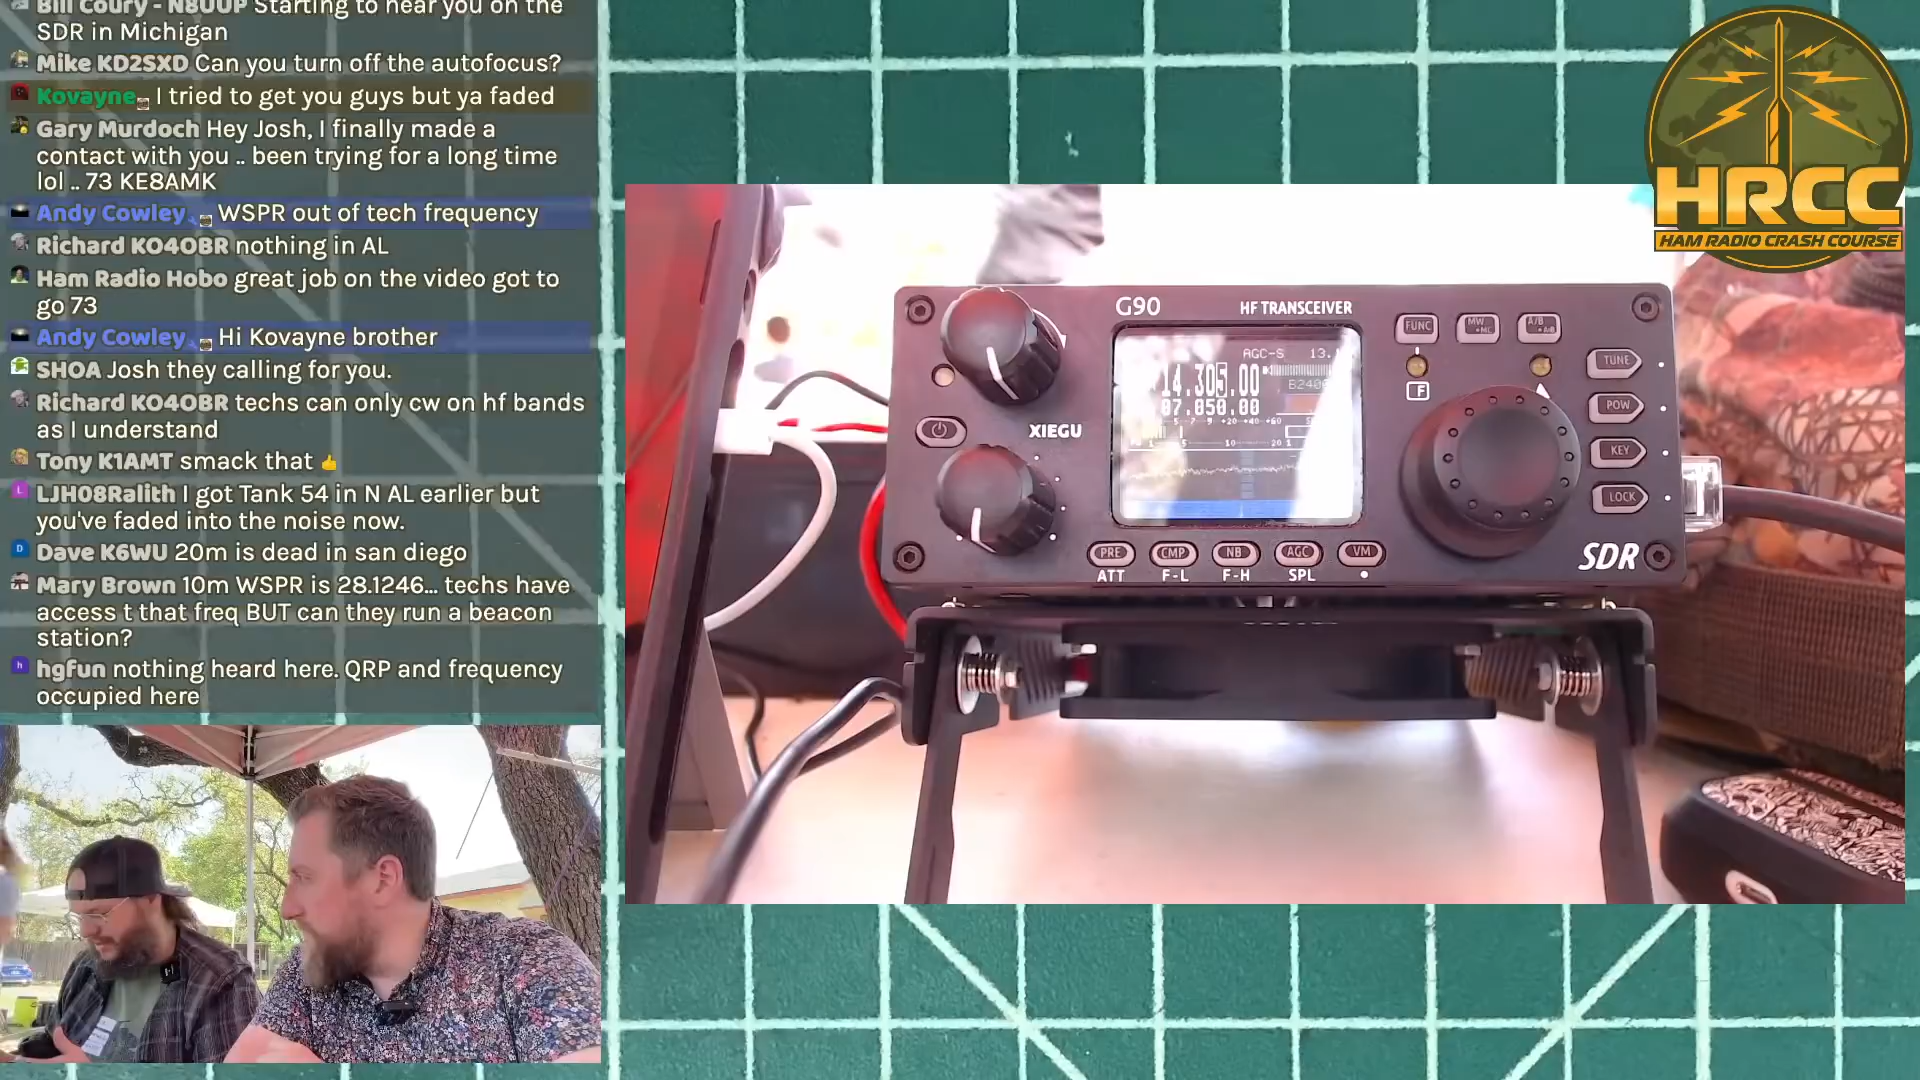 Bill Coury - N8UUP Starting to hear you on the
SDR in Michigan
Mike KD2SXD Can you turn off the autofocus?
Kovayne I tried to get you guys but ya faded
Gary Murdoch Hey Josh, I finally made a
contact with you .. been trying for a long time
lol .. 73 KE8AMK
Andy Cowley WSPR out of tech frequency
Richard KO4OBR nothing in AL
Ham Radio Hobo great job on the video got to
go 73
Andy Cowley Hi Kovayne brother
SHOA Josh they calling for you.
Richard KO4OBR techs can only cw on hf bands
as I understand
Tony K1AMT smack that 👍
LJH08Ralith I got Tank 54 in N AL earlier but
you've faded into the noise now.
Dave K6WU 20m is dead in san diego
Mary Brown 10m WSPR is 28.1246... techs have
access t that freq BUT can they run a beacon
station?
hgfun nothing heard here. QRP and frequency
occupied here
HRCC
HAM RADIO CRASH COURSE
G90 HF TRANSCEIVER
AGC-S 13.
14.305.00
07.050.00
XIEGU
FUNC
A/B
F
TUNE
POW
KEY
LOCK
SDR
PRE CMP NB AGC VM
ATT F-L F-H SPL